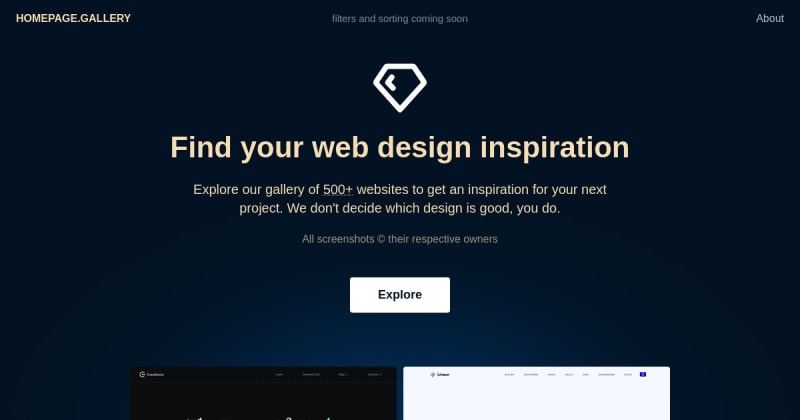 HOMEPAGE.GALLERY
filters and sorting coming soon
About
Find your web design inspiration
Explore our gallery of 500+ websites to get an inspiration for your next
project. We don't decide which design is good, you do.
All screenshots © their respective owners
Explore